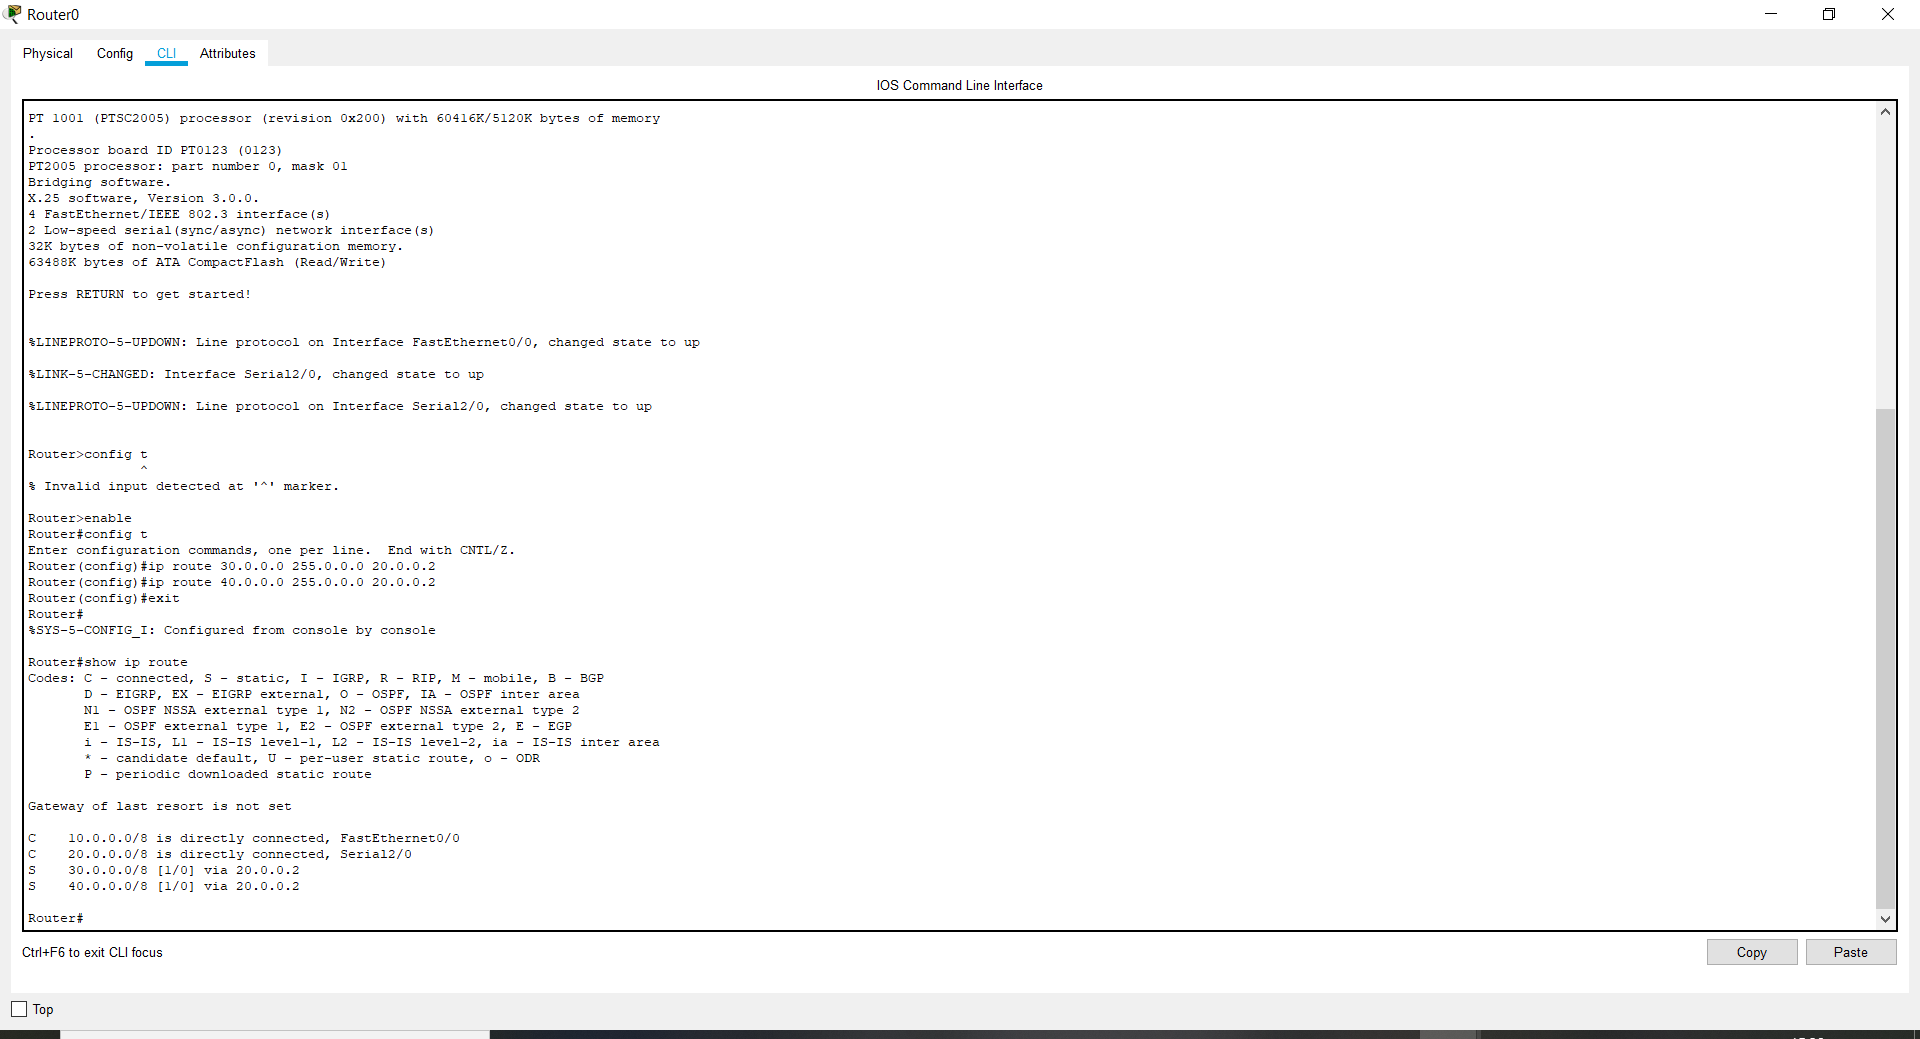 Router0
Physical Config CLI Attributes
IOS Command Line Interface
PT 1001 (PTSC2005) processor (revision 0x200) with 60416K/5120K bytes of memory
.
Processor board ID PT0123 (0123)
PT2005 processor: part number 0, mask 01
Bridging software.
X.25 software, Version 3.0.0.
4 FastEthernet/IEEE 802.3 interface(s)
2 Low-speed serial(sync/async) network interface(s)
32K bytes of non-volatile configuration memory.
63488K bytes of ATA CompactFlash (Read/Write)
Press RETURN to get started!
%LINEPROTO-5-UPDOWN: Line protocol on Interface FastEthernet0/0, changed state to up
%LINK-5-CHANGED: Interface Serial2/0, changed state to up
%LINEPROTO-5-UPDOWN: Line protocol on Interface Serial2/0, changed state to up
Router>config t
^
% Invalid input detected at '^' marker.
Router>enable
Router#config t
Enter configuration commands, one per line.  End with CNTL/Z.
Router(config)#ip route 30.0.0.0 255.0.0.0 20.0.0.2
Router(config)#ip route 40.0.0.0 255.0.0.0 20.0.0.2
Router(config)#exit
Router#
%SYS-5-CONFIG_I: Configured from console by console
Router#show ip route
Codes: C - connected, S - static, I - IGRP, R - RIP, M - mobile, B - BGP
D - EIGRP, EX - EIGRP external, O - OSPF, IA - OSPF inter area
N1 - OSPF NSSA external type 1, N2 - OSPF NSSA external type 2
E1 - OSPF external type 1, E2 - OSPF external type 2, E - EGP
i - IS-IS, L1 - IS-IS level-1, L2 - IS-IS level-2, ia - IS-IS inter area
* - candidate default, U - per-user static route, o - ODR
P - periodic downloaded static route
Gateway of last resort is not set
C    10.0.0.0/8 is directly connected, FastEthernet0/0
C    20.0.0.0/8 is directly connected, Serial2/0
S    30.0.0.0/8 [1/0] via 20.0.0.2
S    40.0.0.0/8 [1/0] via 20.0.0.2
Router#
Ctrl+F6 to exit CLI focus
Copy Paste
Top